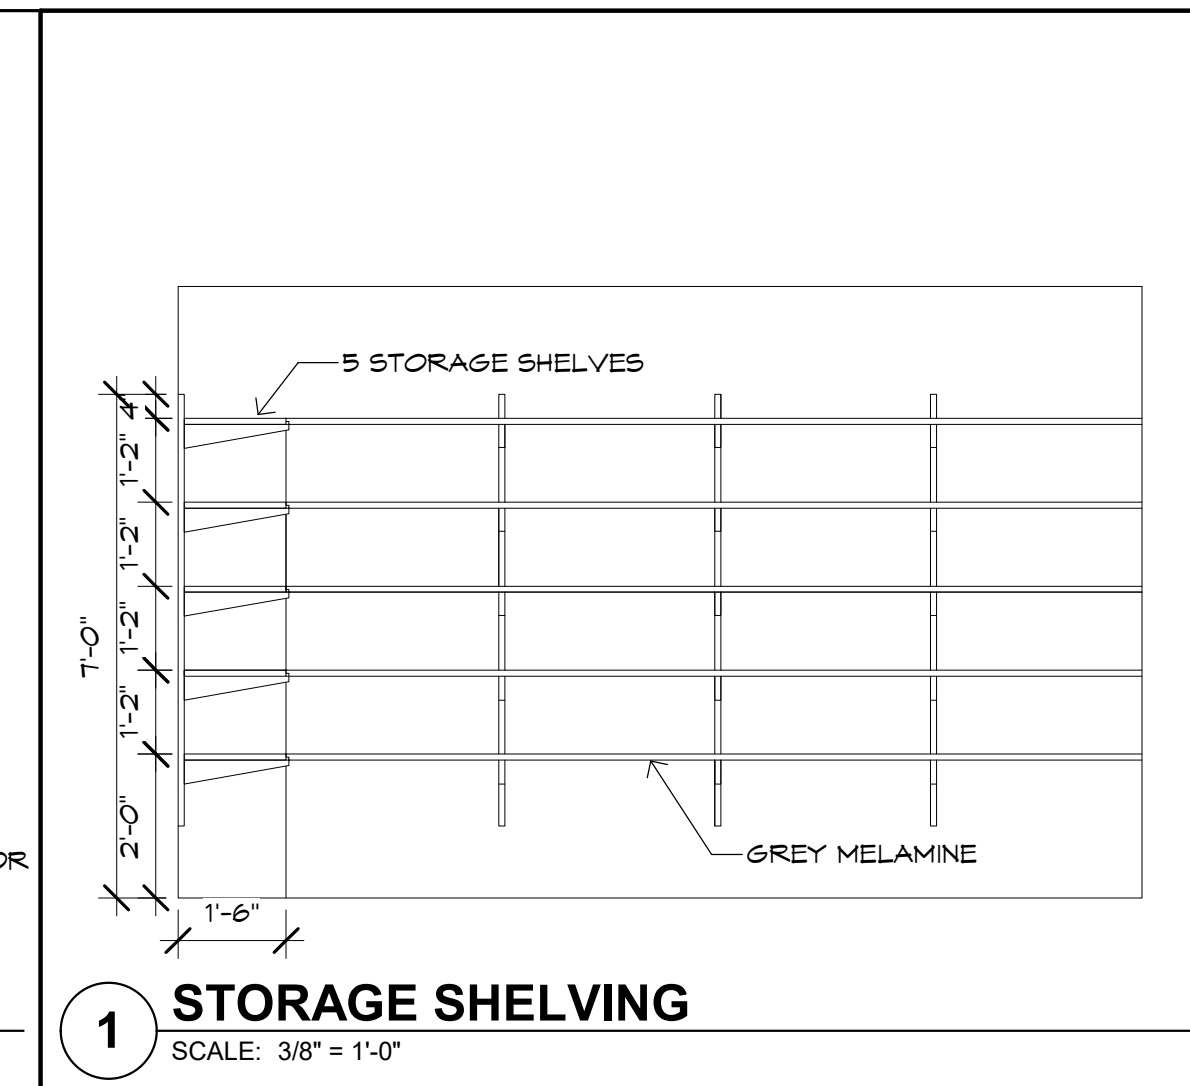 5 STORAGE SHELVES
4"
1'-2"
1'-2"
1'-2"
1'-2"
7'-0"
2'-0"
GREY MELAMINE
1'-6"
1
STORAGE SHELVING
SCALE: 3/8" = 1'-0"